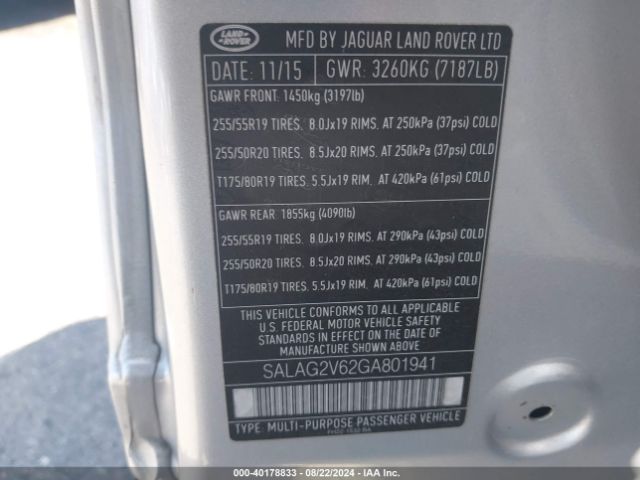 LAND ROVER
MFD BY JAGUAR LAND ROVER LTD
DATE: 11/15 GWR: 3260KG (7187LB)
GAWR FRONT: 1450kg (3197lb)
255/55R19 TIRES. 8.0Jx19 RIMS. AT 250kPa (37psi) COLD
255/50R20 TIRES. 8.5Jx20 RIMS. AT 250kPa (37psi) COLD
T175/80R19 TIRES. 5.5Jx19 RIM. AT 420kPa (61psi) COLD
GAWR REAR: 1855kg (4090lb)
255/55R19 TIRES. 8.0Jx19 RIMS. AT 290kPa (43psi) COLD
255/50R20 TIRES. 8.5Jx20 RIMS. AT 290kPa (43psi) COLD
T175/80R19 TIRES. 5.5Jx19 RIM. AT 420kPa (61psi) COLD
THIS VEHICLE CONFORMS TO ALL APPLICABLE
U.S. FEDERAL MOTOR VEHICLE SAFETY
STANDARDS IN EFFECT ON THE DATE OF
MANUFACTURE SHOWN ABOVE
SALAG2V62GA801941
TYPE: MULTI-PURPOSE PASSENGER VEHICLE
000-40178833 - 08/22/2024 - IAA Inc.